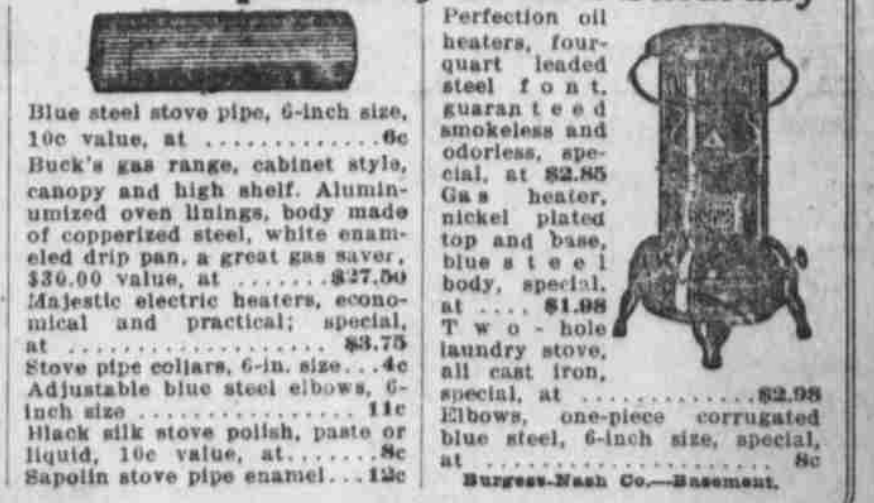 Blue steel stove pipe, 6-inch size,
10c value, at .............6c
Buck's gas range, cabinet style,
canopy and high shelf. Alumin-
umized oven linings, body made
of copperized steel, white enam-
eled drip pan, a great gas saver,
$30.00 value, at .......$27.50
Majestic electric heaters, econo-
mical and practical; special,
at .................. $3.75
Stove pipe collars, 6-in. size...4c
Adjustable blue steel elbows, 6-
inch size ................ 11c
Black silk stove polish, paste or
liquid, 10c value, at.......8c
Sapolin stove pipe enamel...12c
Perfection oil
heaters, four-
quart leaded
steel font,
guaranteed
smokeless and
odorless, spe-
cial, at $2.85
Gas heater,
nickel plated
top and base,
blue steel
body, special,
at .... $1.98
Two-hole
laundry stove,
all cast iron,
special, at .............$2.98
Elbows, one-piece corrugated
blue steel, 6-inch size, special,
at ...................... 8c
Burgess-Nash Co.—Basement.